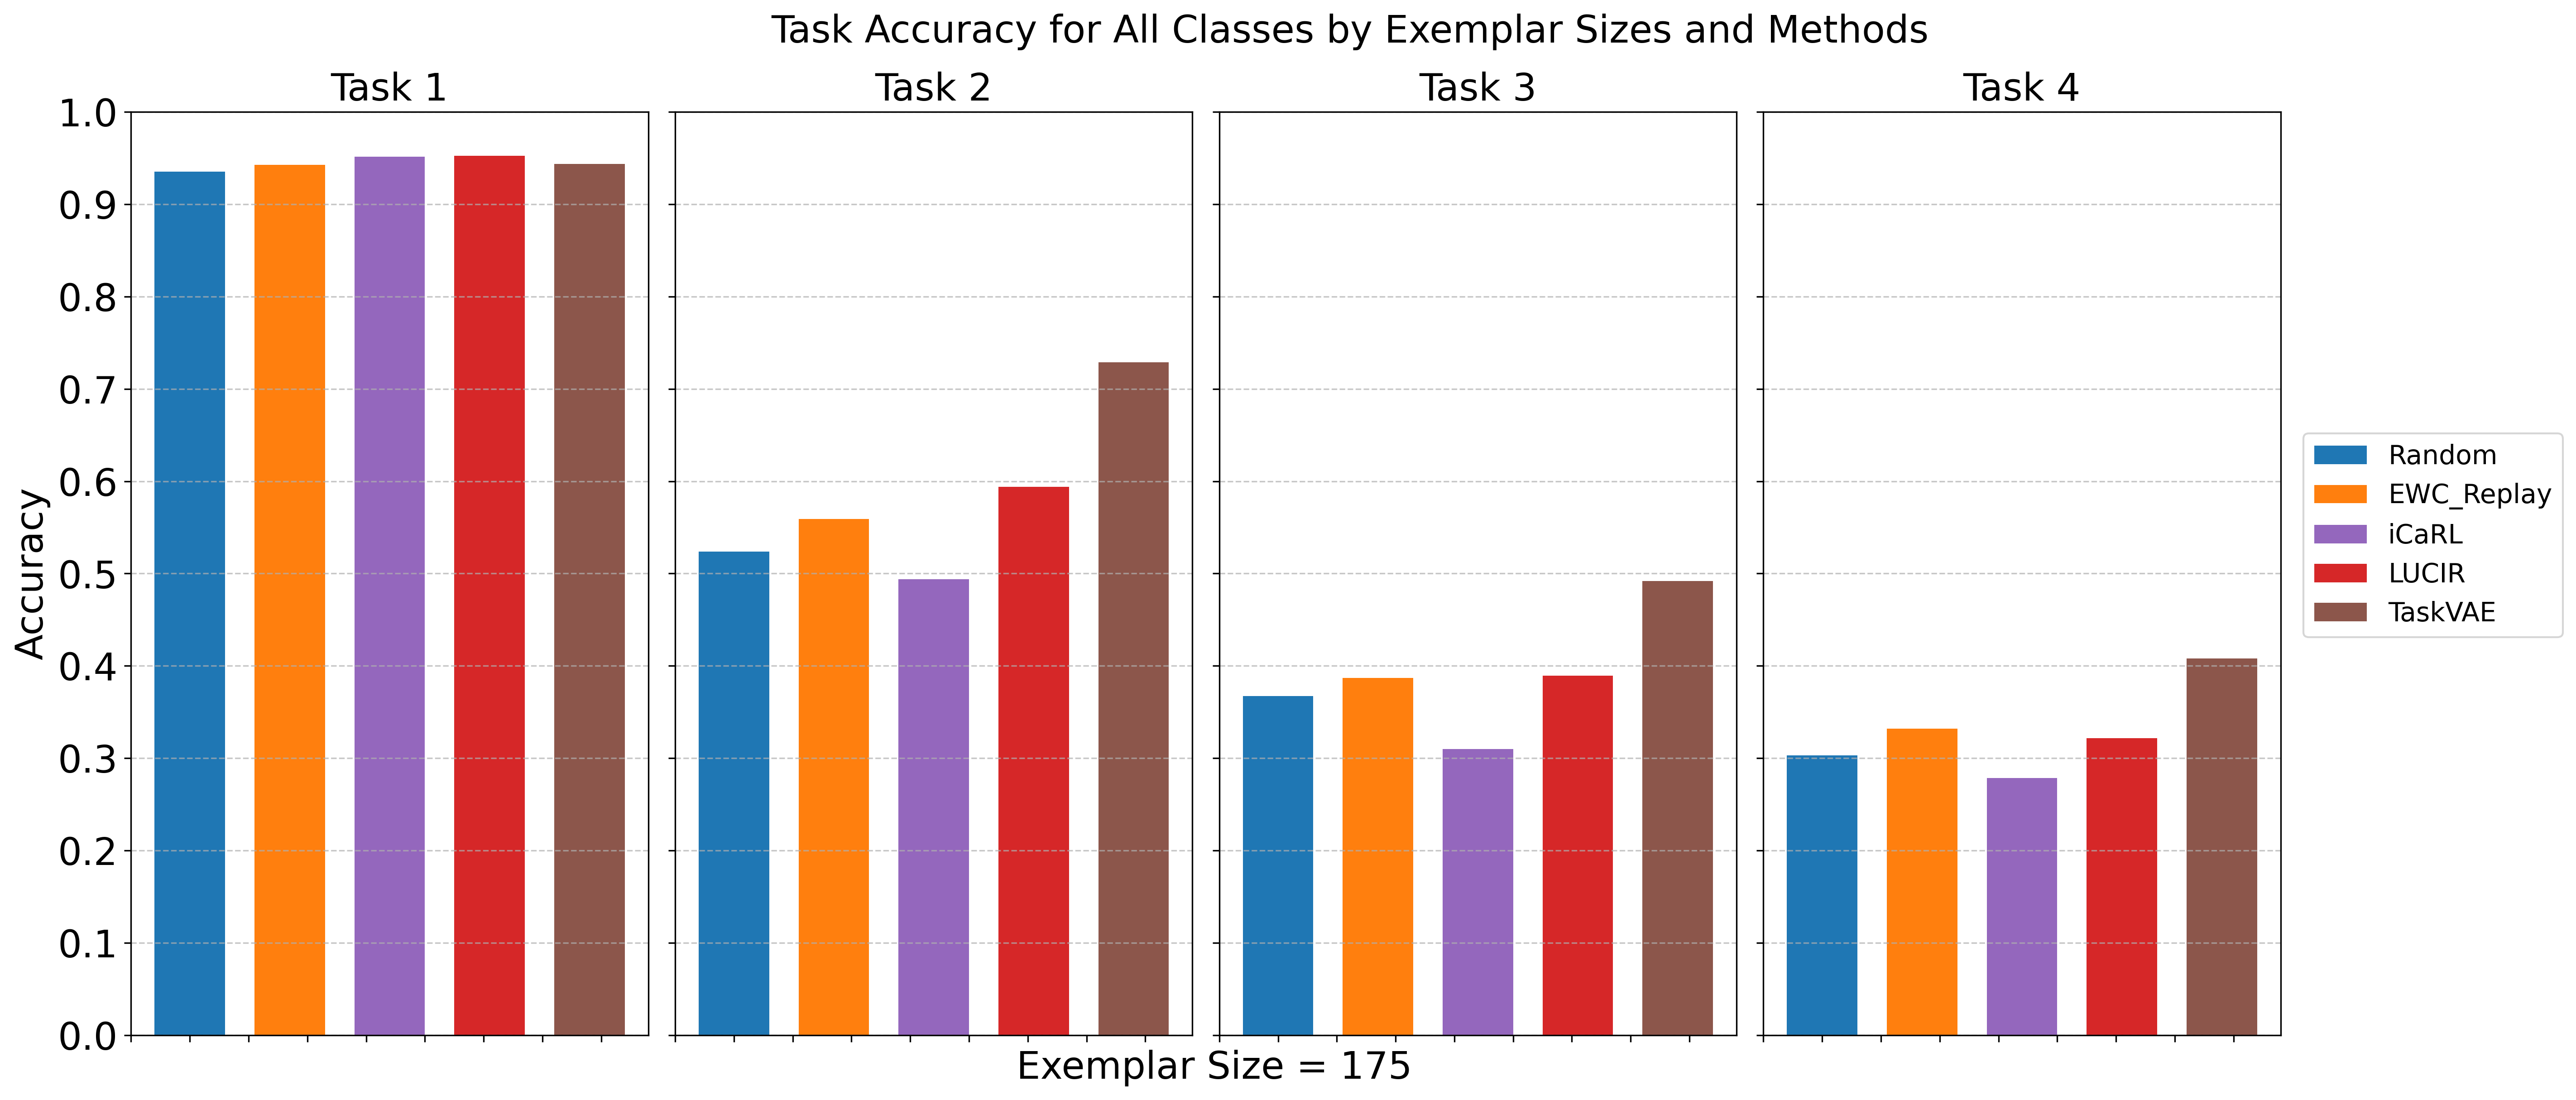 Task Accuracy for All Classes by Exemplar Sizes and Methods
Task 1
Task 2
Task 3
Task 4
1.0
0.9
0.8
0.7
0.6
0.5
0.4
0.3
0.2
0.1
0.0
Accuracy
Exemplar Size = 175
Random
EWC_Replay
iCaRL
LUCIR
TaskVAE